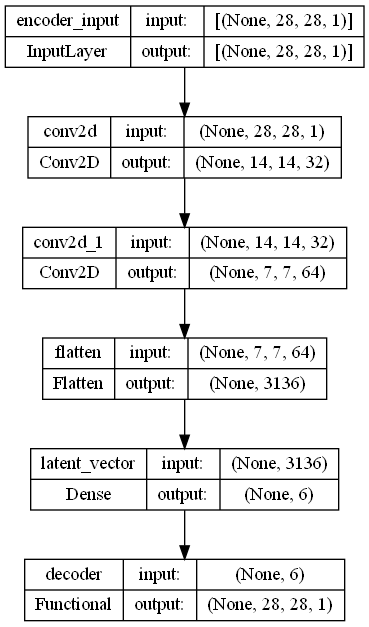 encoder_input input: [(None, 28, 28, 1)]
InputLayer output: [(None, 28, 28, 1)]
conv2d input: (None, 28, 28, 1)
Conv2D output: (None, 14, 14, 32)
conv2d_1 input: (None, 14, 14, 32)
Conv2D output: (None, 7, 7, 64)
flatten input: (None, 7, 7, 64)
Flatten output: (None, 3136)
latent_vector input: (None, 3136)
Dense output: (None, 6)
decoder input: (None, 6)
Functional output: (None, 28, 28, 1)